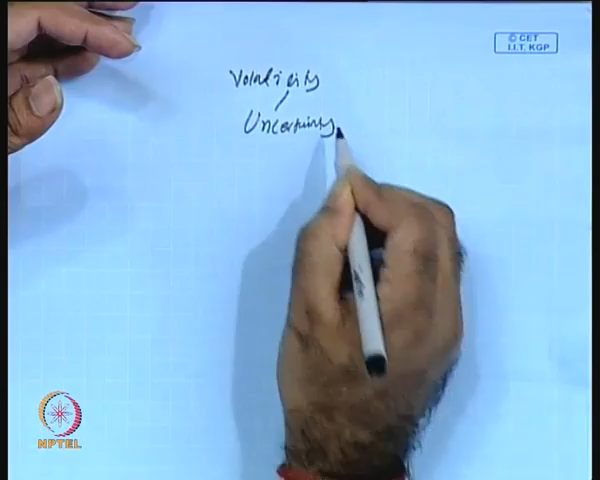 © CET
I.I.T. KGP
Volatility
Uncertainty
NPTEL